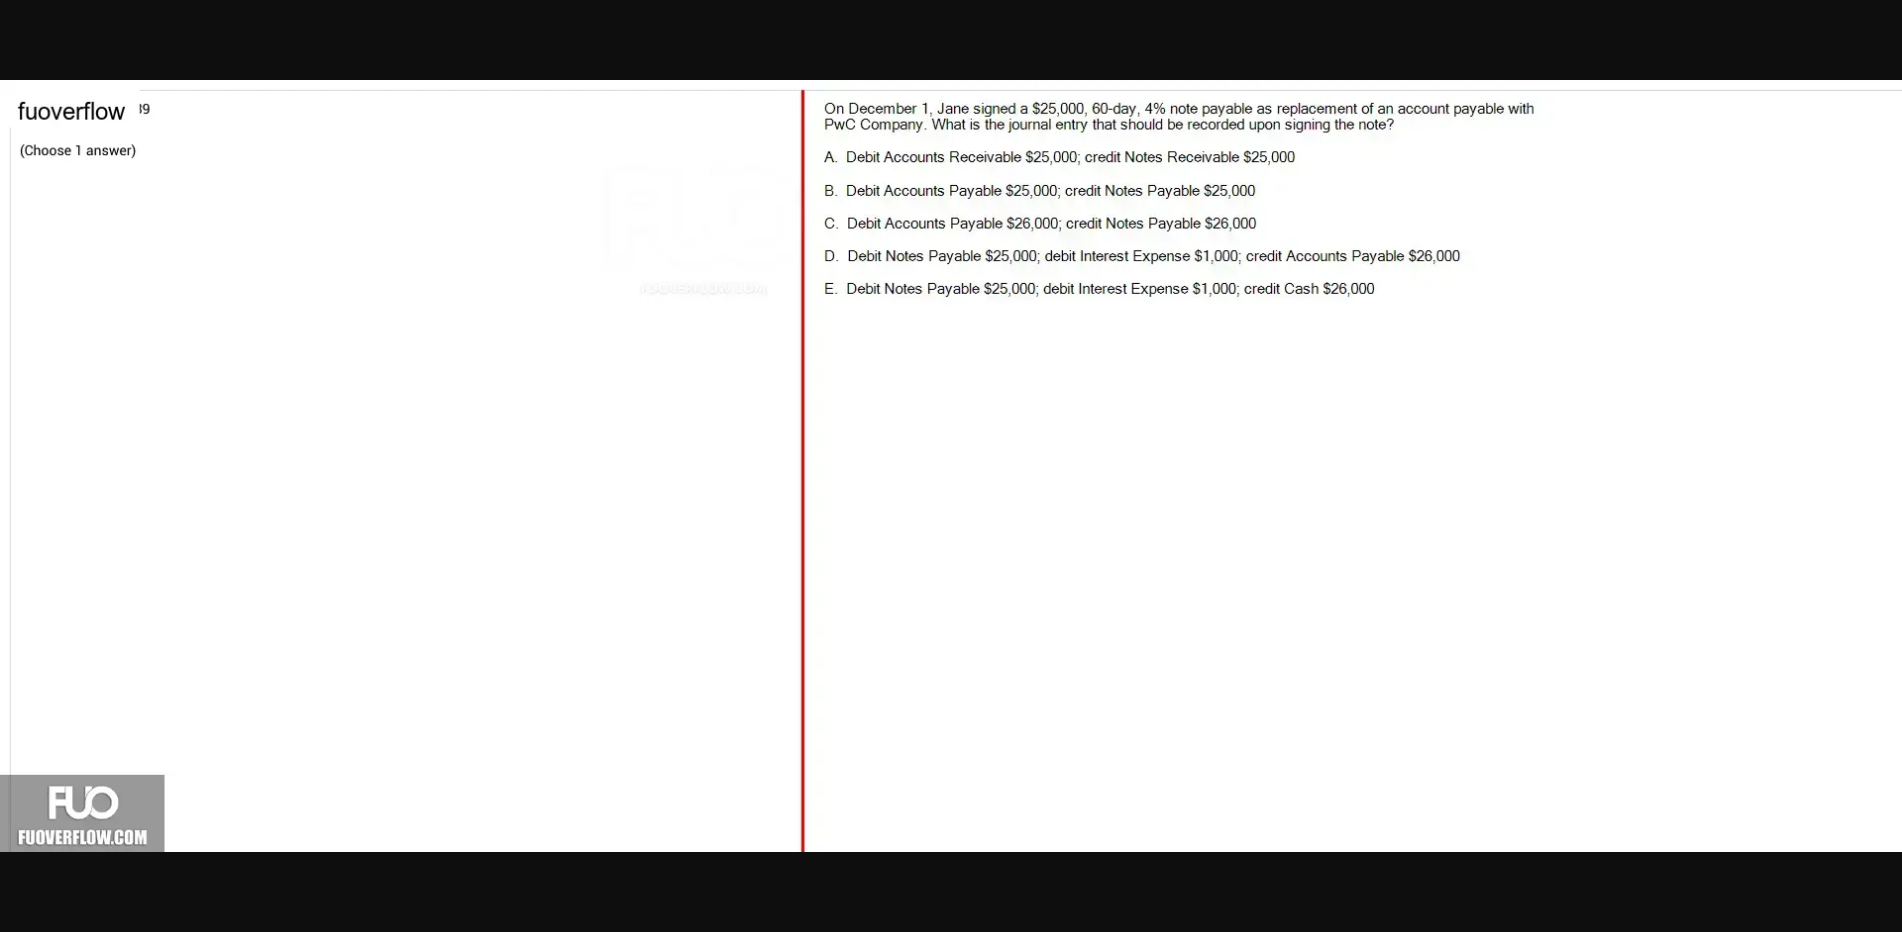 fuoverflow
(Choose 1 answer)
On December 1, Jane signed a $25,000, 60-day, 4% note payable as replacement of an account payable with
PwC Company. What is the journal entry that should be recorded upon signing the note?
A. Debit Accounts Receivable $25,000; credit Notes Receivable $25,000
B. Debit Accounts Payable $25,000; credit Notes Payable $25,000
C. Debit Accounts Payable $26,000; credit Notes Payable $26,000
D. Debit Notes Payable $25,000; debit Interest Expense $1,000; credit Accounts Payable $26,000
E. Debit Notes Payable $25,000; debit Interest Expense $1,000; credit Cash $26,000
FUO
FUOVERFLOW.COM
FUO
FUOVERFLOW.COM